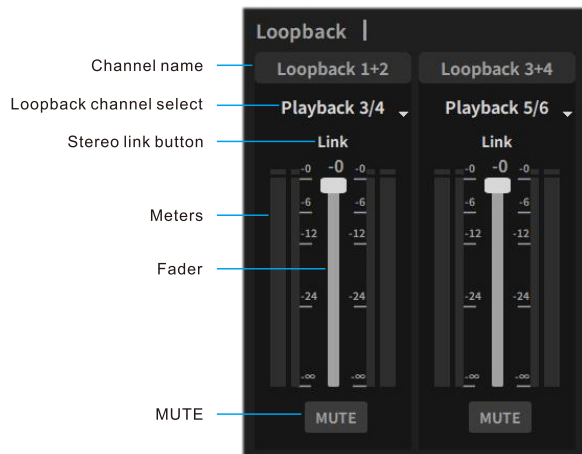 Loopback
Channel name
Loopback 1+2
Loopback 3+4
Loopback channel select
Playback 3/4
Playback 5/6
Stereo link button
Link
Link
-0 -0 -0
-0 -0 -0
-6 -6
-6 -6
Meters
-12 -12
-12 -12
Fader
-24 -24
-24 -24
-∞ -∞
-∞ -∞
MUTE
MUTE
MUTE